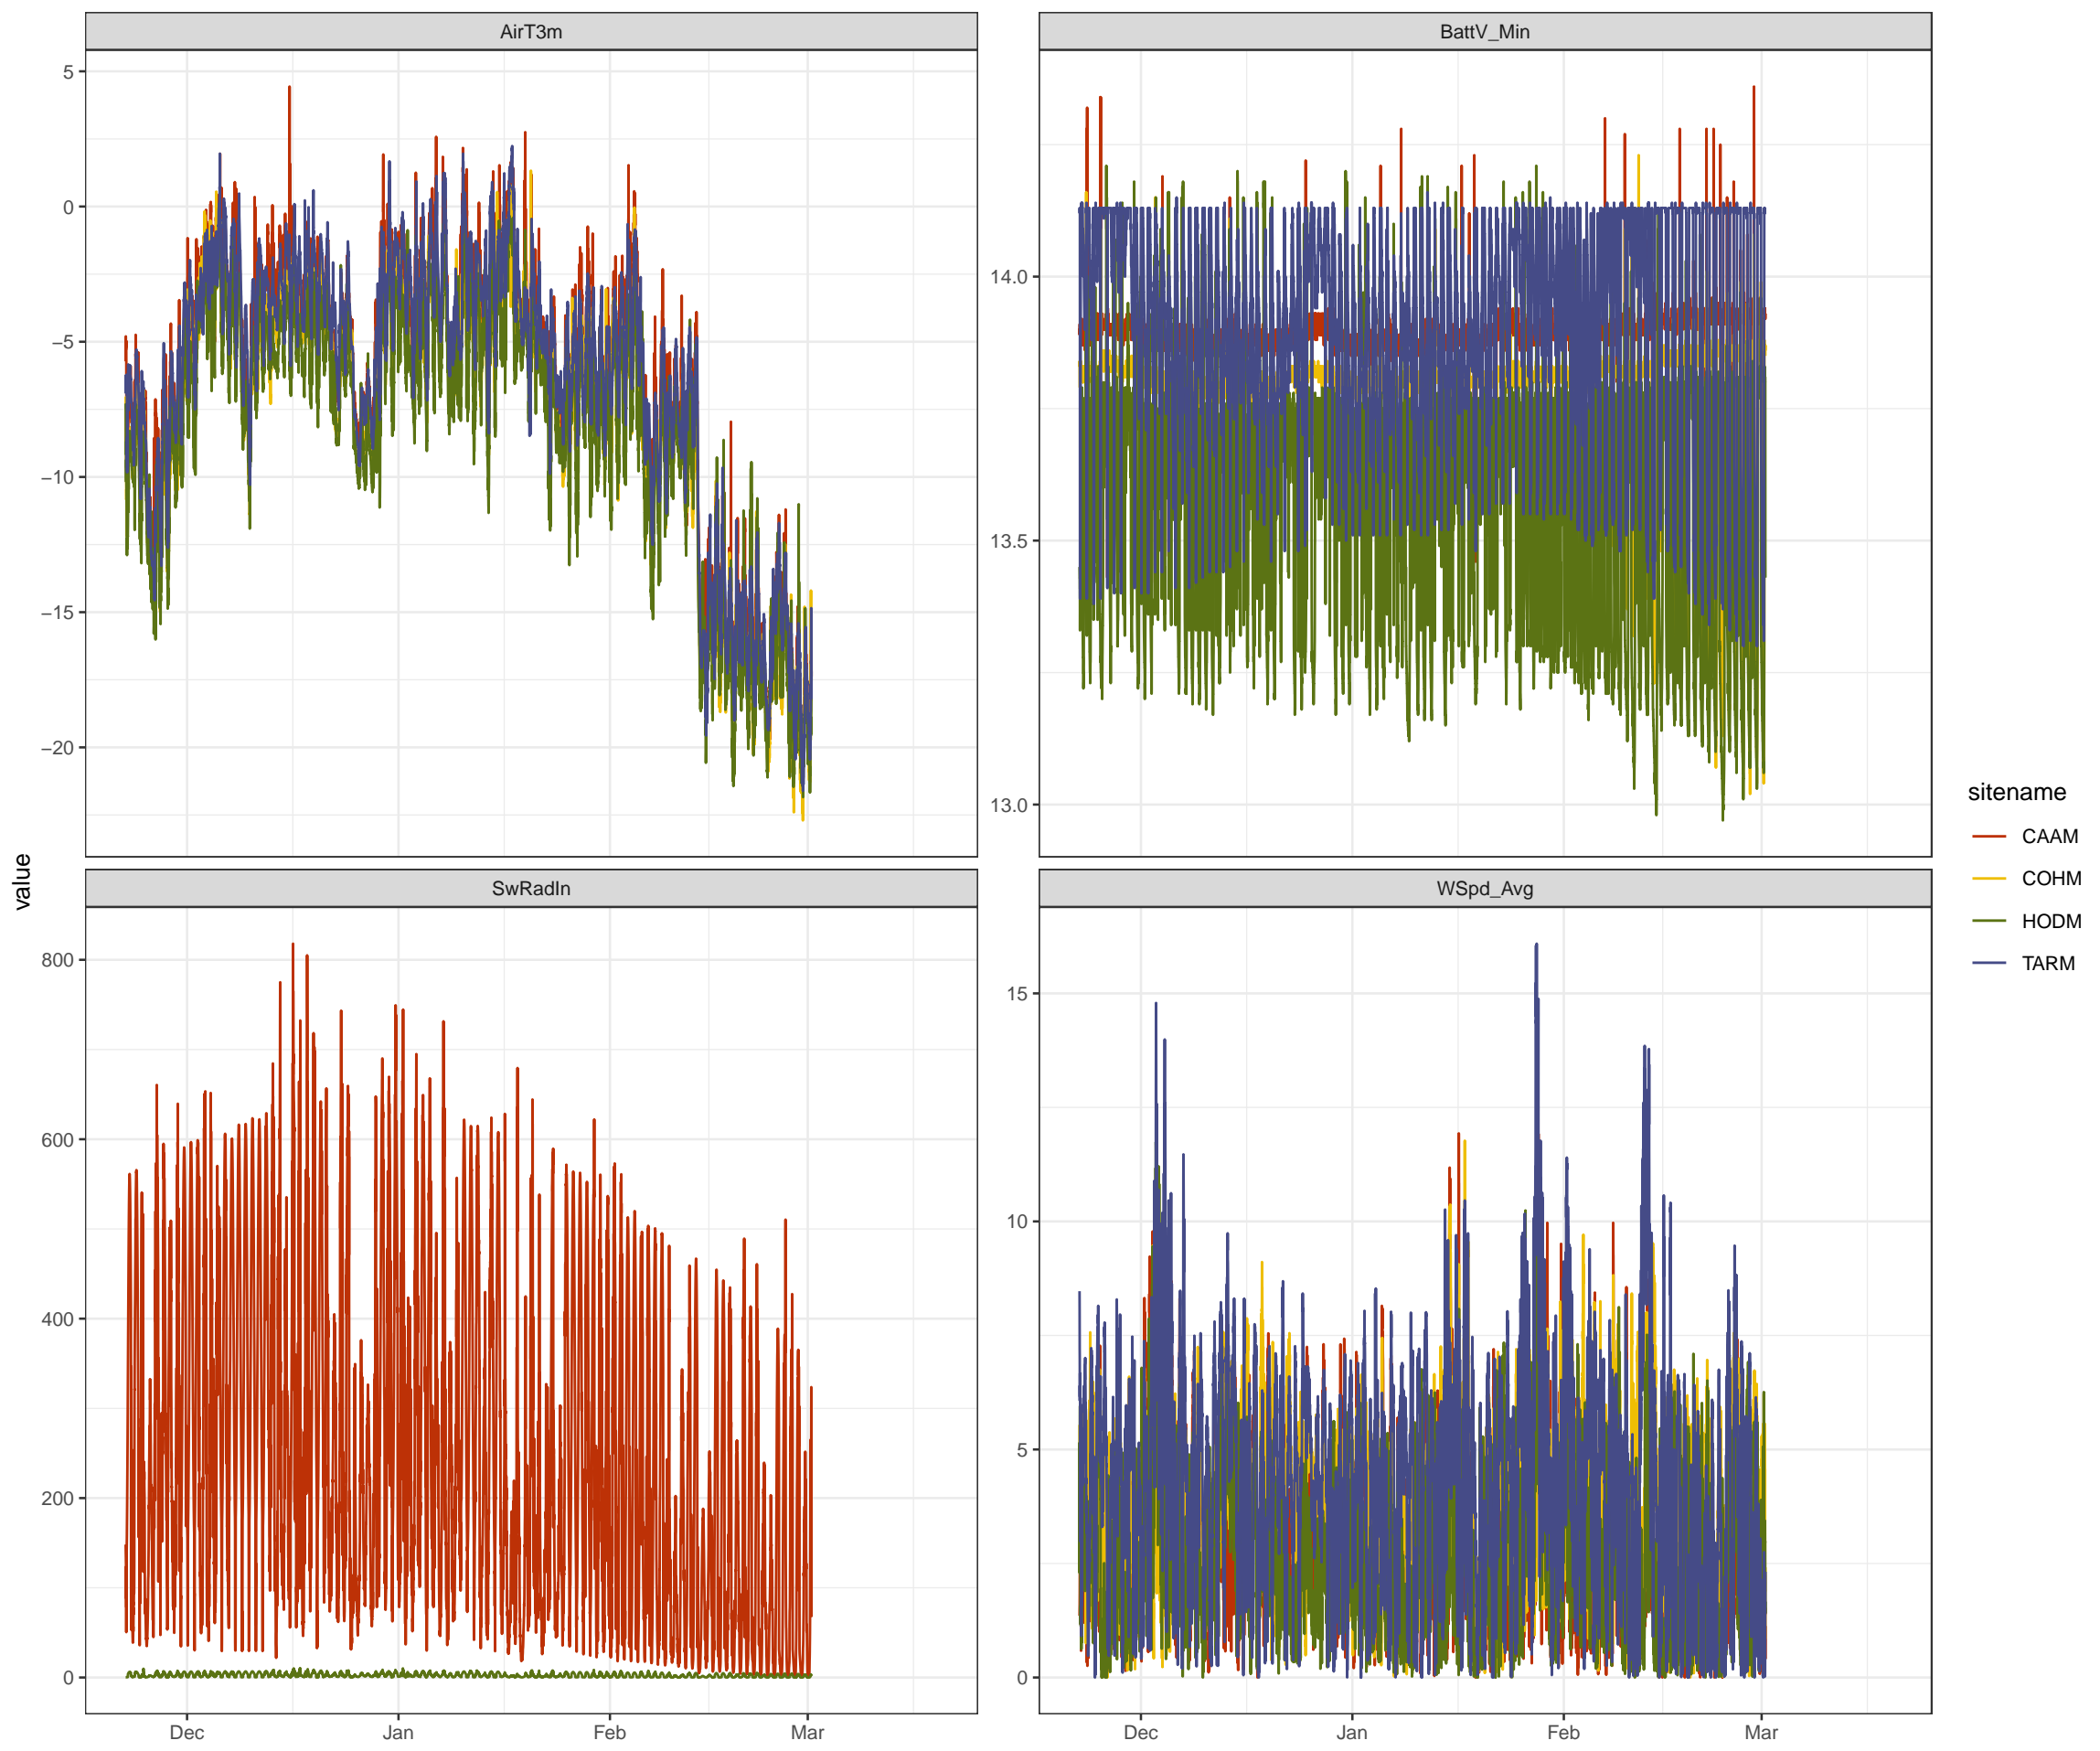 AirT3m
BattV_Min
5
0
−5
−10
−15
−20
14.0
13.5
13.0
SwRadIn
WSpd_Avg
800
600
400
200
0
15
10
5
0
Dec Jan Feb Mar
Dec Jan Feb Mar
value
sitename
CAAM
COHM
HODM
TARM